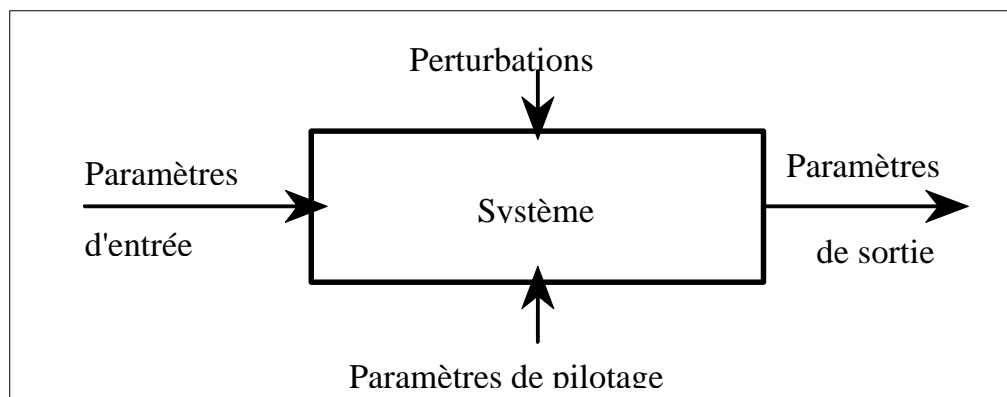 Perturbations
Paramètres
d'entrée
Système
Paramètres
de sortie
Paramètres de pilotage